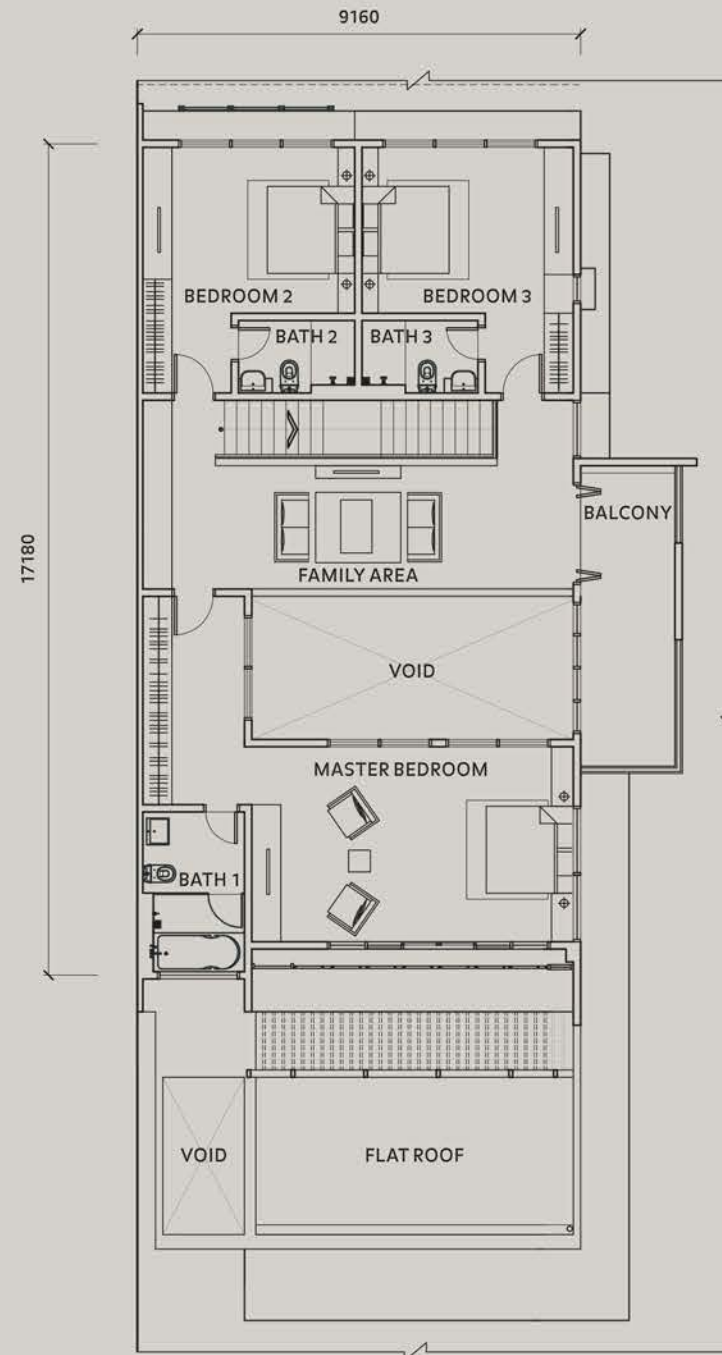 9160
BEDROOM 2
BEDROOM 3
BATH 2
BATH 3
BALCONY
17180
FAMILY AREA
VOID
MASTER BEDROOM
BATH 1
VOID
FLAT ROOF